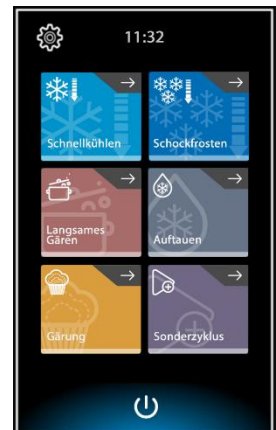 11:32
Schnellkühlen
Schockfrosten
Langsames
Garen
Auftauen
Gärung
Sonderzyklus